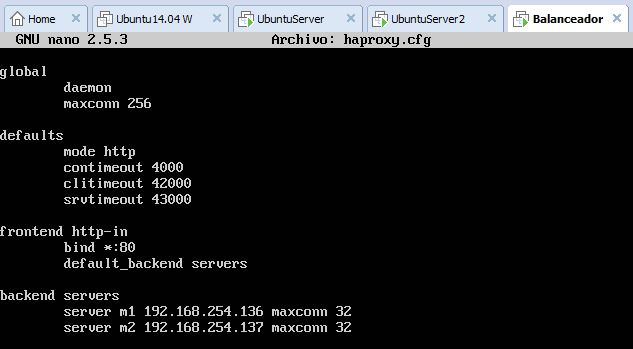 Home Ubuntu14.04 W UbuntuServer UbuntuServer2 Balanceador
GNU nano 2.5.3 Archivo: haproxy.cfg
global
daemon
maxconn 256
defaults
mode http
contimeout 4000
clitimeout 42000
srvtimeout 43000
frontend http-in
bind *:80
default_backend servers
backend servers
server m1 192.168.254.136 maxconn 32
server m2 192.168.254.137 maxconn 32